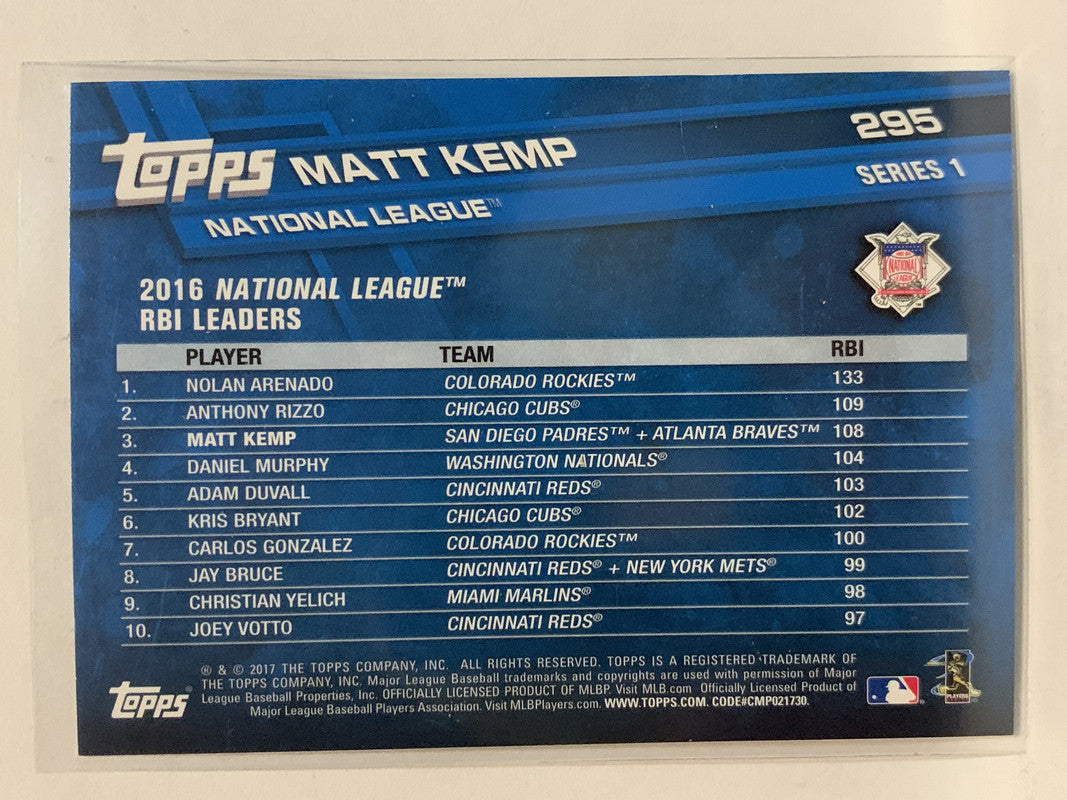 TOPPS MATT KEMP 295
NATIONAL LEAGUE™ SERIES 1
NATIONAL LEAGUE
2016 NATIONAL LEAGUE™
RBI LEADERS
PLAYER TEAM RBI
1. NOLAN ARENADO COLORADO ROCKIES™ 133
2. ANTHONY RIZZO CHICAGO CUBS® 109
3. MATT KEMP SAN DIEGO PADRES™ + ATLANTA BRAVES™ 108
4. DANIEL MURPHY WASHINGTON NATIONALS® 104
5. ADAM DUVALL CINCINNATI REDS® 103
6. KRIS BRYANT CHICAGO CUBS® 102
7. CARLOS GONZALEZ COLORADO ROCKIES™ 100
8. JAY BRUCE CINCINNATI REDS® + NEW YORK METS® 99
9. CHRISTIAN YELICH MIAMI MARLINS® 98
10. JOEY VOTTO CINCINNATI REDS® 97
® & © 2017 THE TOPPS COMPANY, INC. ALL RIGHTS RESERVED. TOPPS IS A REGISTERED TRADEMARK OF
THE TOPPS COMPANY, INC. Major League Baseball trademarks and copyrights are used with permission of Major
League Baseball Properties, Inc. OFFICIALLY LICENSED PRODUCT OF MLBP. Visit MLB.com Officially Licensed Product of
Major League Baseball Players Association. Visit MLBPlayers.com. WWW.TOPPS.COM. CODE#CMP021730.
TOPPS®
PLAYERS